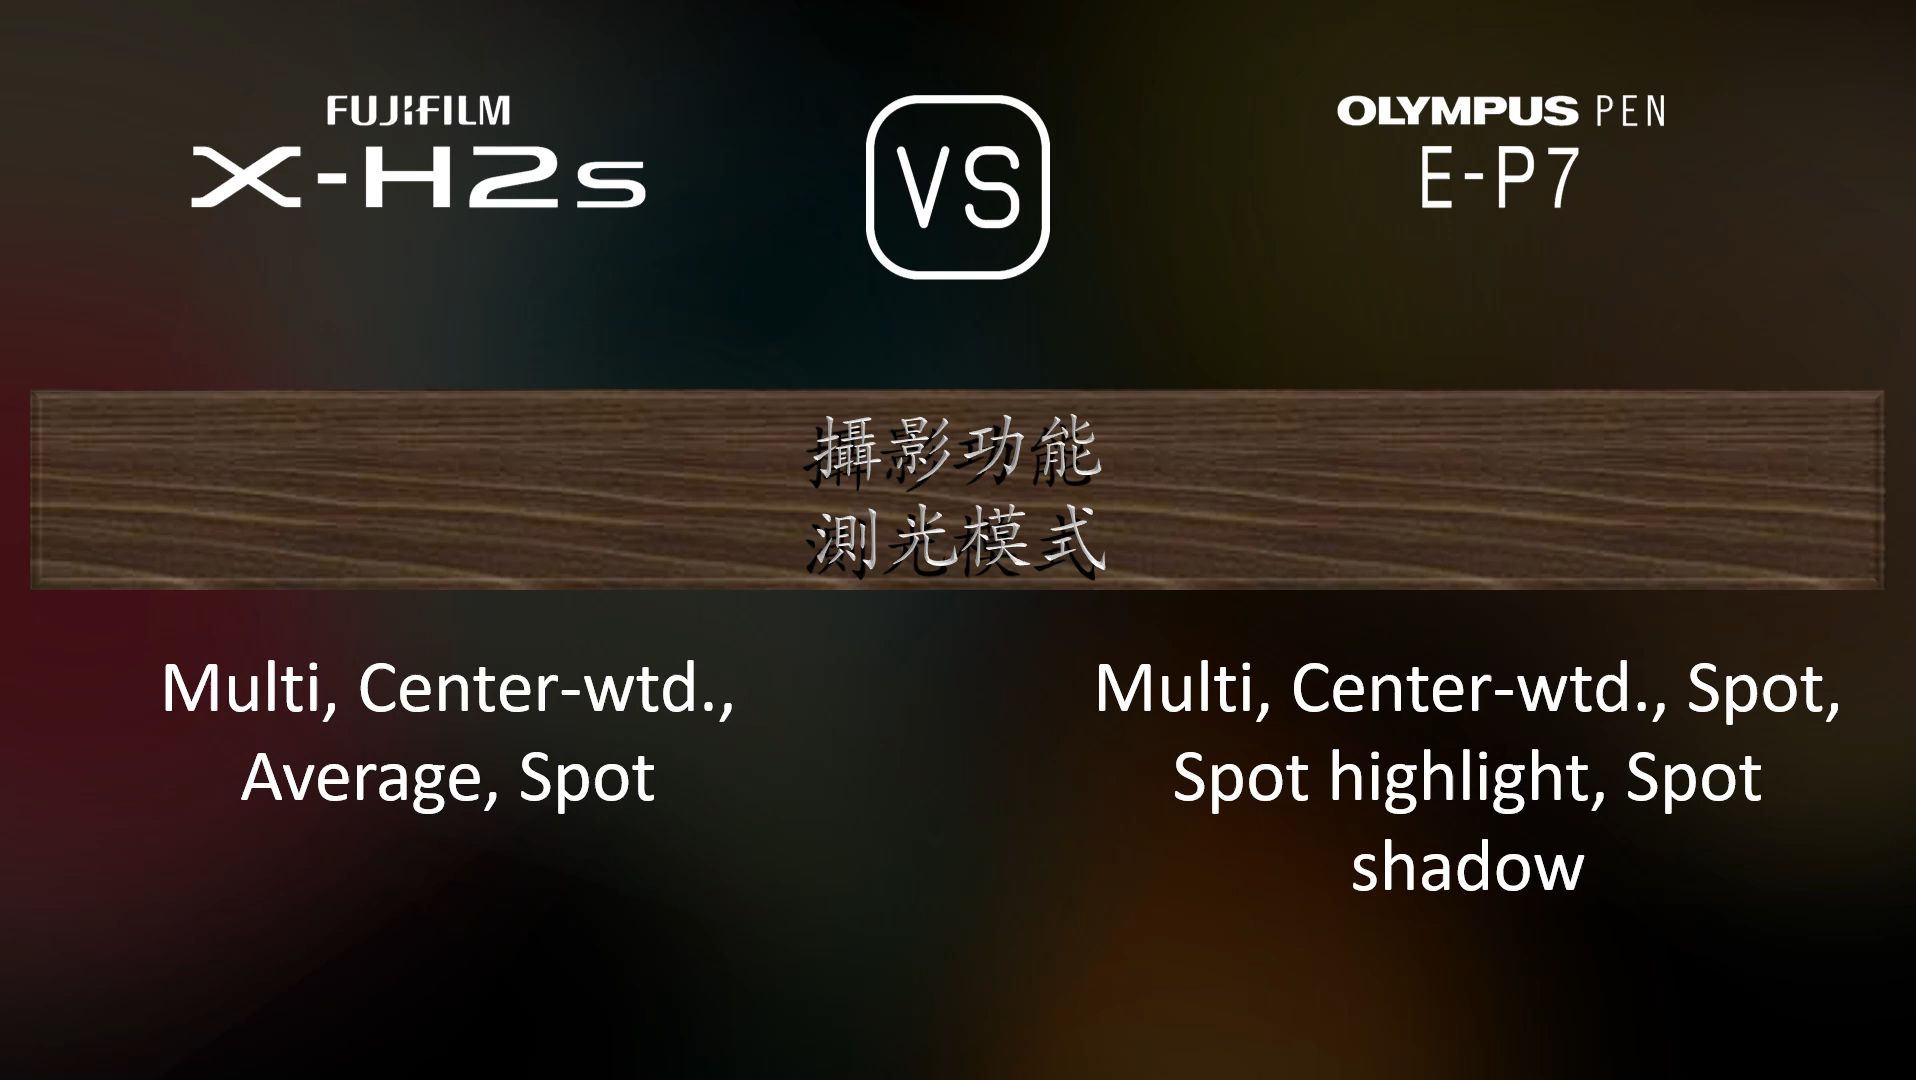 FUJIFILM
X-H2s
VS
OLYMPUS PEN
E-P7
攝影功能
測光模式
Multi, Center-wtd.,
Average, Spot
Multi, Center-wtd., Spot,
Spot highlight, Spot
shadow